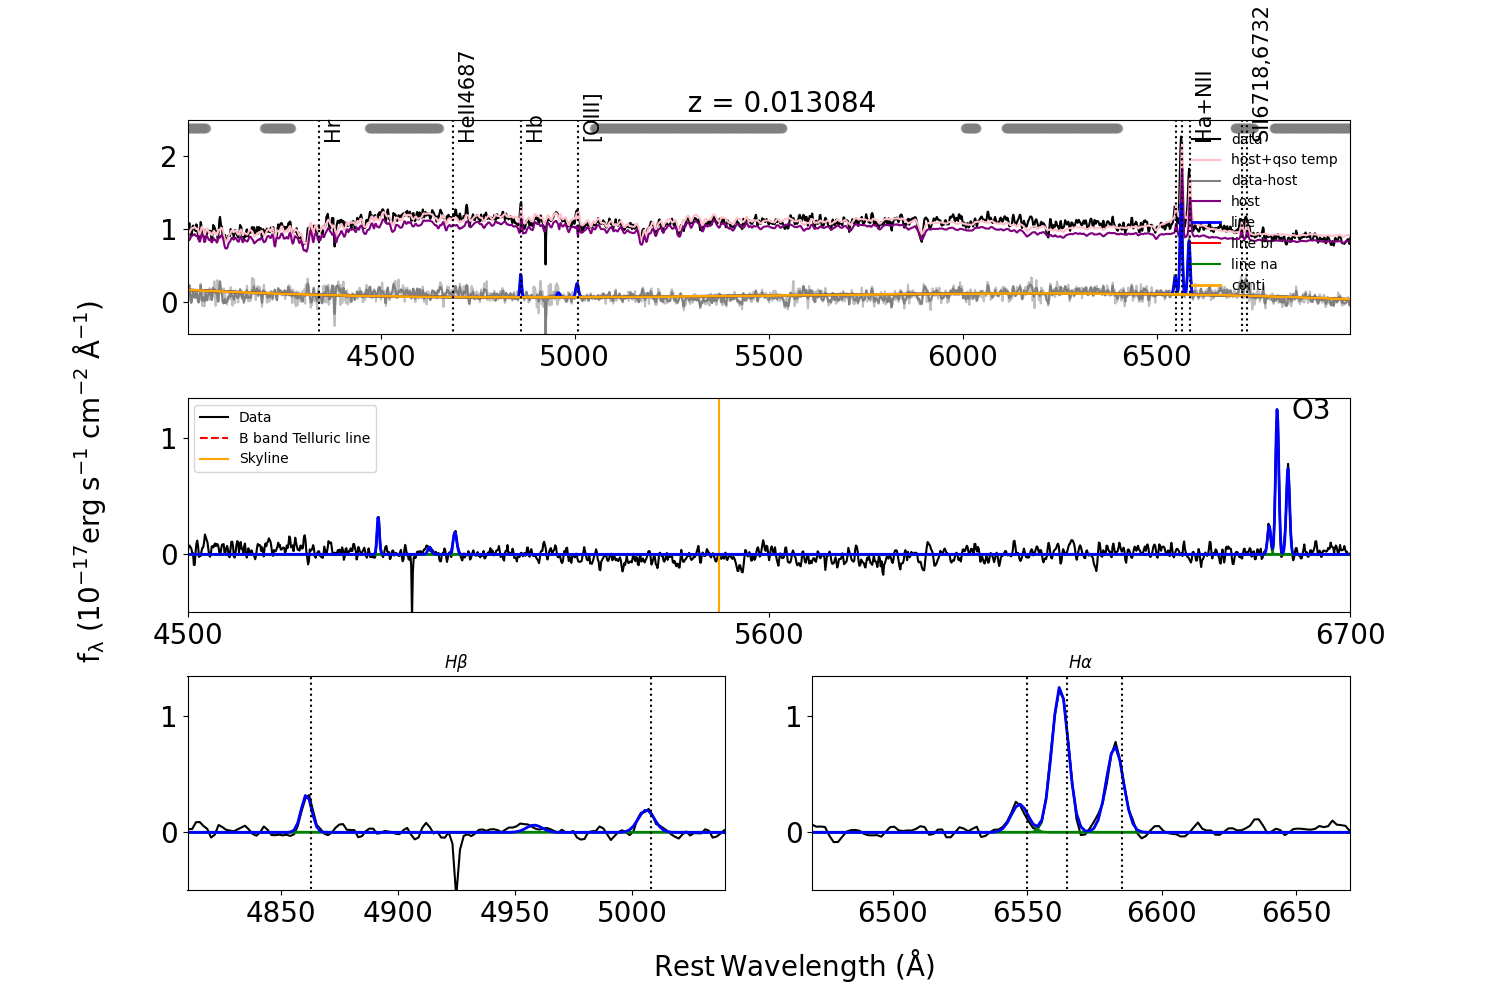 z = 0.013084
Hr
HeII4687
Hb
[OIII]
Ha+NII
SII6718,6732
data
host+qso temp
data-host
host
line
line br
line na
conti
2
1
0
4500 5000 5500 6000 6500
fλ (10−17erg s−1 cm−2 Å−1)
Data
B band Telluric line
Skyline
O3
1
0
4500 5600 6700
Hβ
1
0
4850 4900 4950 5000
Hα
1
0
6500 6550 6600 6650
Rest Wavelength (Å)